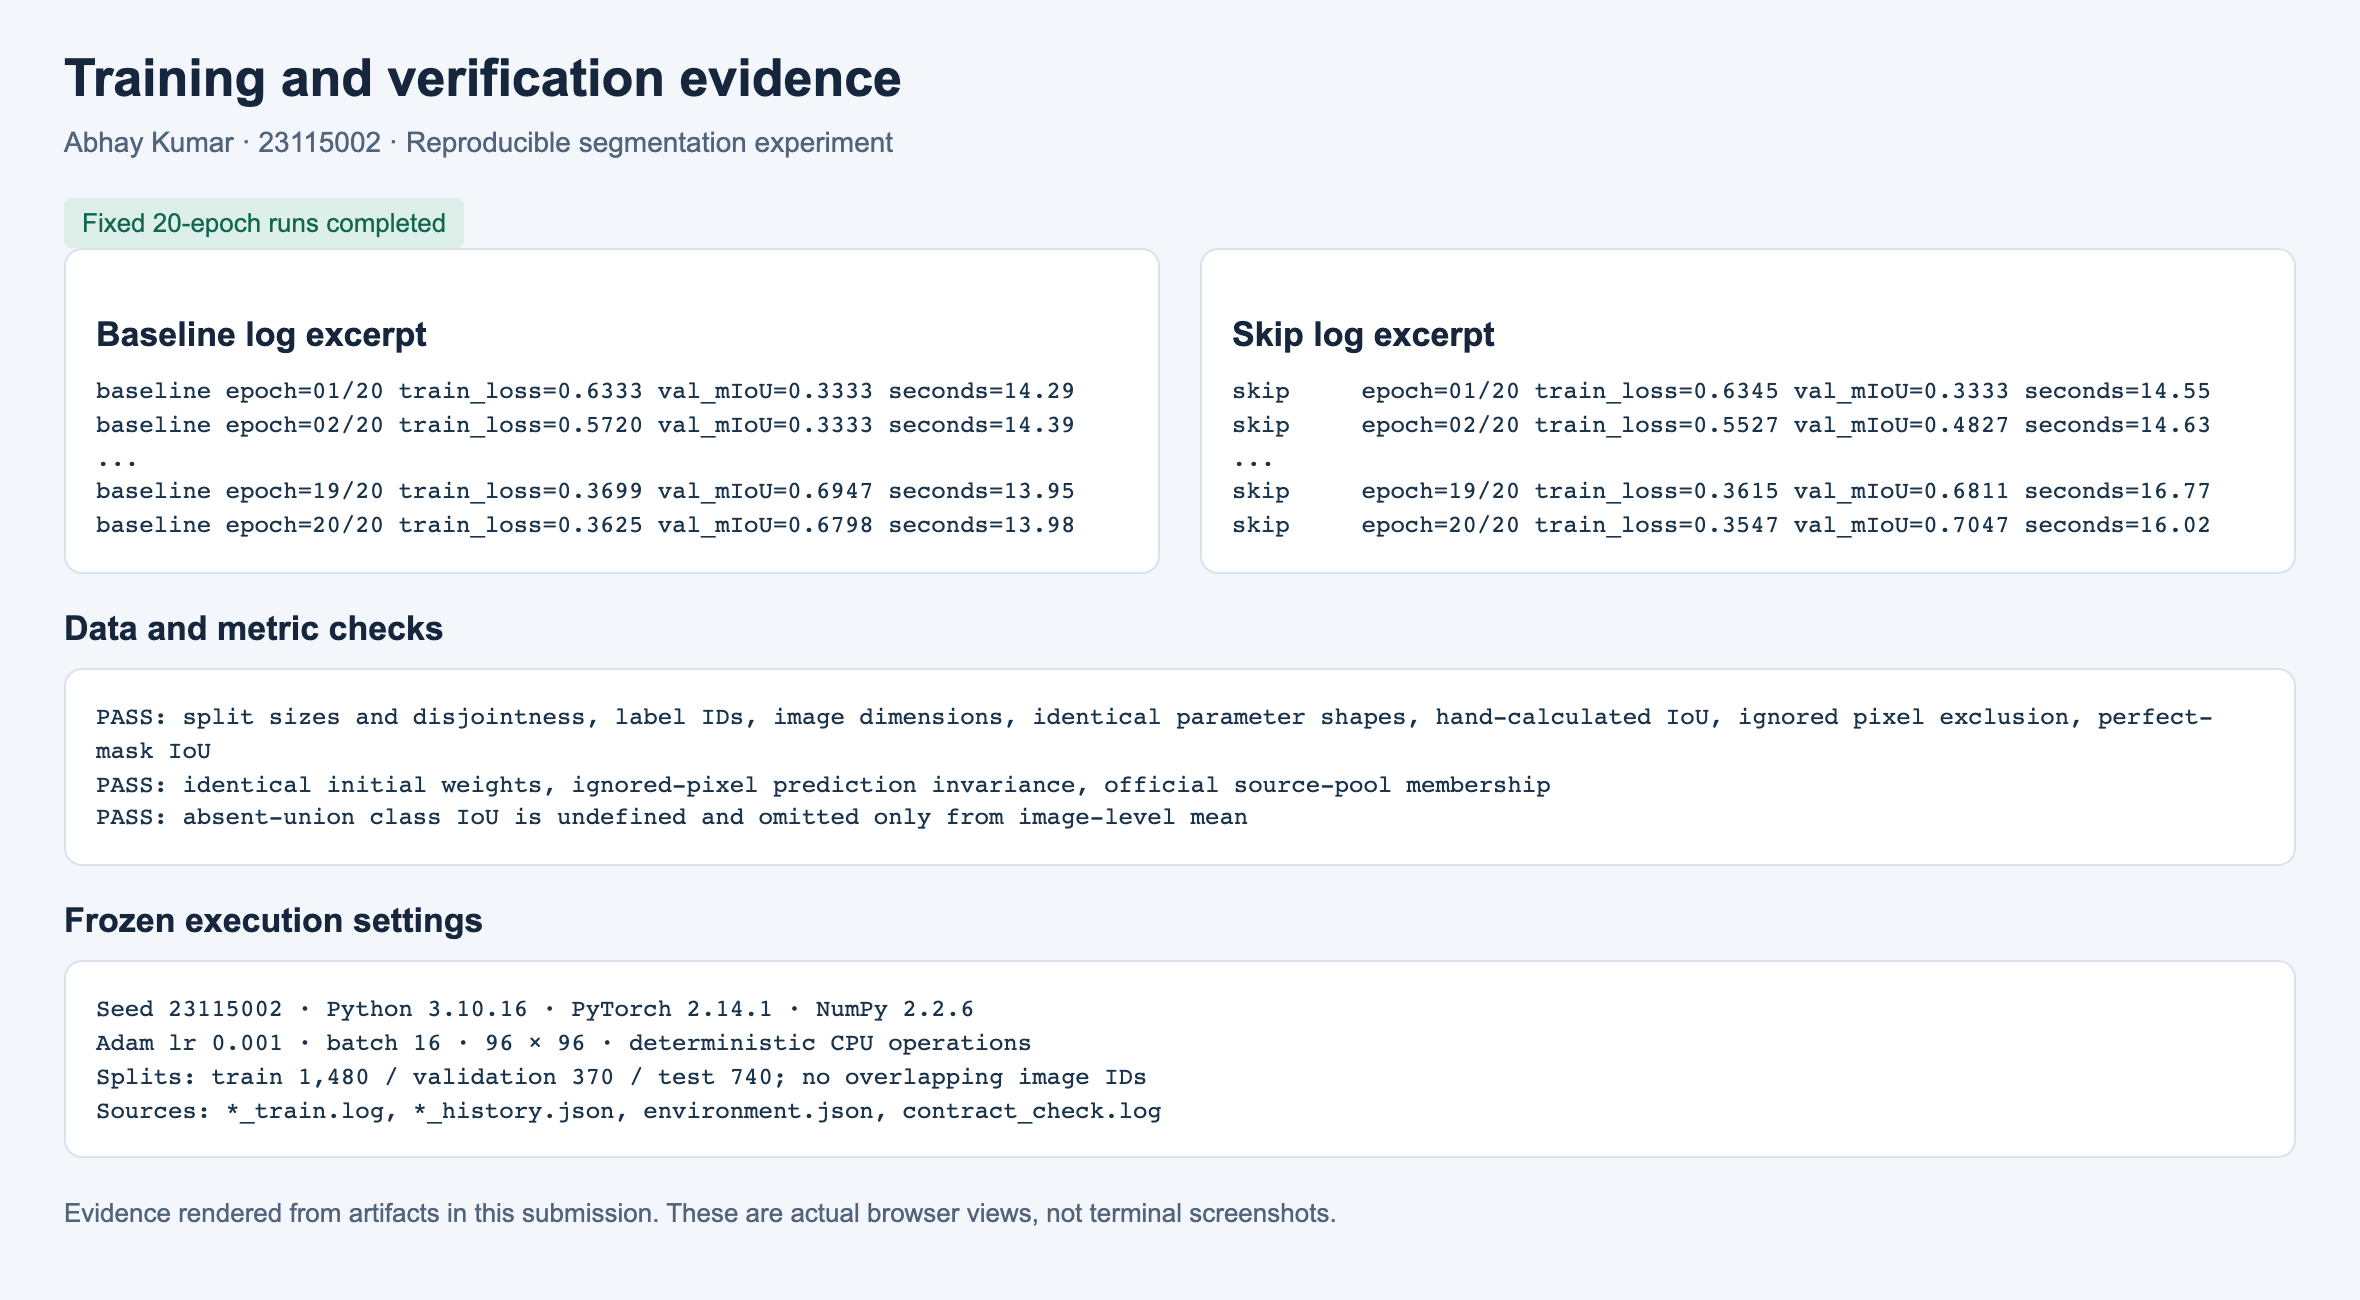 Training and verification evidence
Abhay Kumar · 23115002 · Reproducible segmentation experiment
Fixed 20-epoch runs completed
Baseline log excerpt
baseline epoch=01/20 train_loss=0.6333 val_mIoU=0.3333 seconds=14.29
baseline epoch=02/20 train_loss=0.5720 val_mIoU=0.3333 seconds=14.39
...
baseline epoch=19/20 train_loss=0.3699 val_mIoU=0.6947 seconds=13.95
baseline epoch=20/20 train_loss=0.3625 val_mIoU=0.6798 seconds=13.98
Skip log excerpt
skip     epoch=01/20 train_loss=0.6345 val_mIoU=0.3333 seconds=14.55
skip     epoch=02/20 train_loss=0.5527 val_mIoU=0.4827 seconds=14.63
...
skip     epoch=19/20 train_loss=0.3615 val_mIoU=0.6811 seconds=16.77
skip     epoch=20/20 train_loss=0.3547 val_mIoU=0.7047 seconds=16.02
Data and metric checks
PASS: split sizes and disjointness, label IDs, image dimensions, identical parameter shapes, hand-calculated IoU, ignored pixel exclusion, perfect-
mask IoU
PASS: identical initial weights, ignored-pixel prediction invariance, official source-pool membership
PASS: absent-union class IoU is undefined and omitted only from image-level mean
Frozen execution settings
Seed 23115002 · Python 3.10.16 · PyTorch 2.14.1 · NumPy 2.2.6
Adam lr 0.001 · batch 16 · 96 × 96 · deterministic CPU operations
Splits: train 1,480 / validation 370 / test 740; no overlapping image IDs
Sources: *_train.log, *_history.json, environment.json, contract_check.log
Evidence rendered from artifacts in this submission. These are actual browser views, not terminal screenshots.